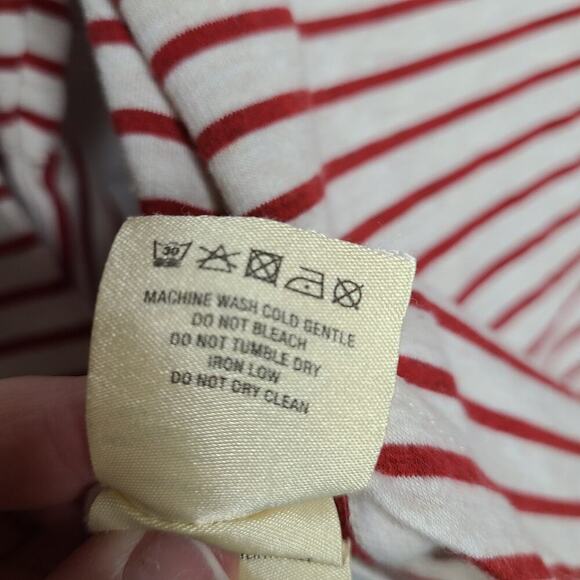 30
MACHINE WASH COLD GENTLE
DO NOT BLEACH
DO NOT TUMBLE DRY
IRON LOW
DO NOT DRY CLEAN